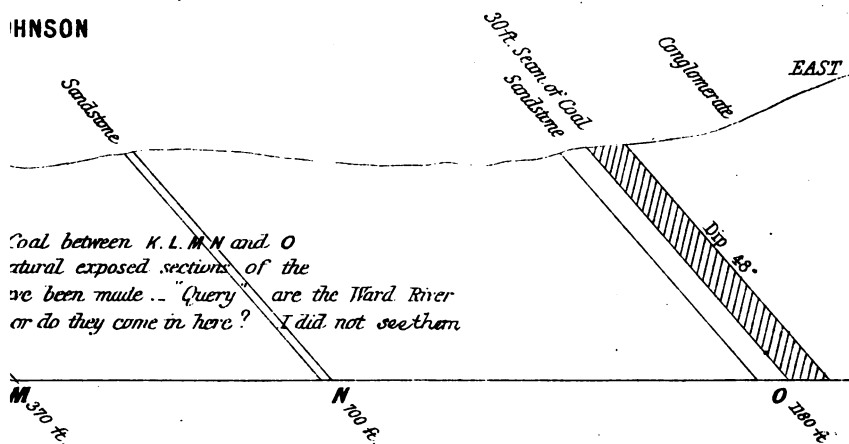 OHNSON
30 ft. Seam of Coal
Sandstone
Conglomerate
EAST
Sandstone
Coal between K. L. M N and O
atural exposed sections of the
ve been made .. "Query" are the Ward River
or do they come in here? I did not see them
Dip 48°
M 370 ft.
N 700 ft.
O 1180 ft.